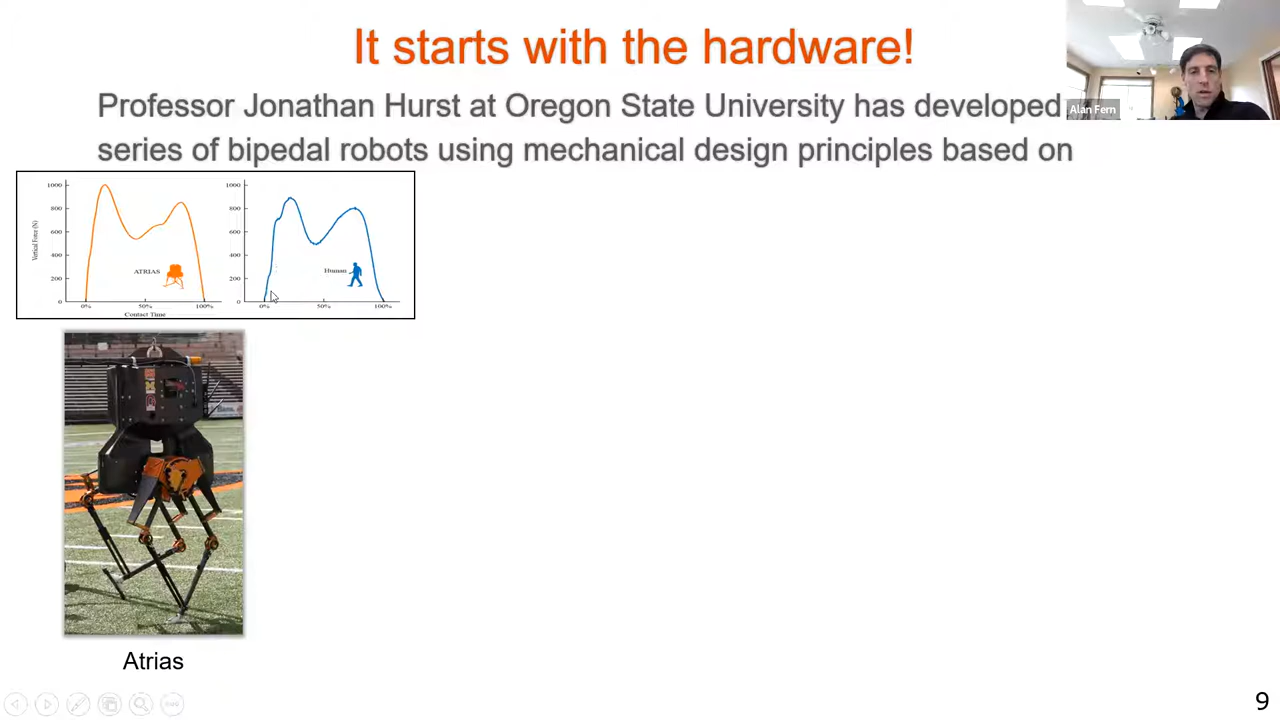 It starts with the hardware!
Professor Jonathan Hurst at Oregon State University has developed
series of bipedal robots using mechanical design principles based on
Alan Fern
1000
800
600
400
200
0
Vertical Force (N)
ATRIAS
0%
50%
100%
Contact Time
1000
800
600
400
200
0
Human
0%
50%
100%
Atrias
9